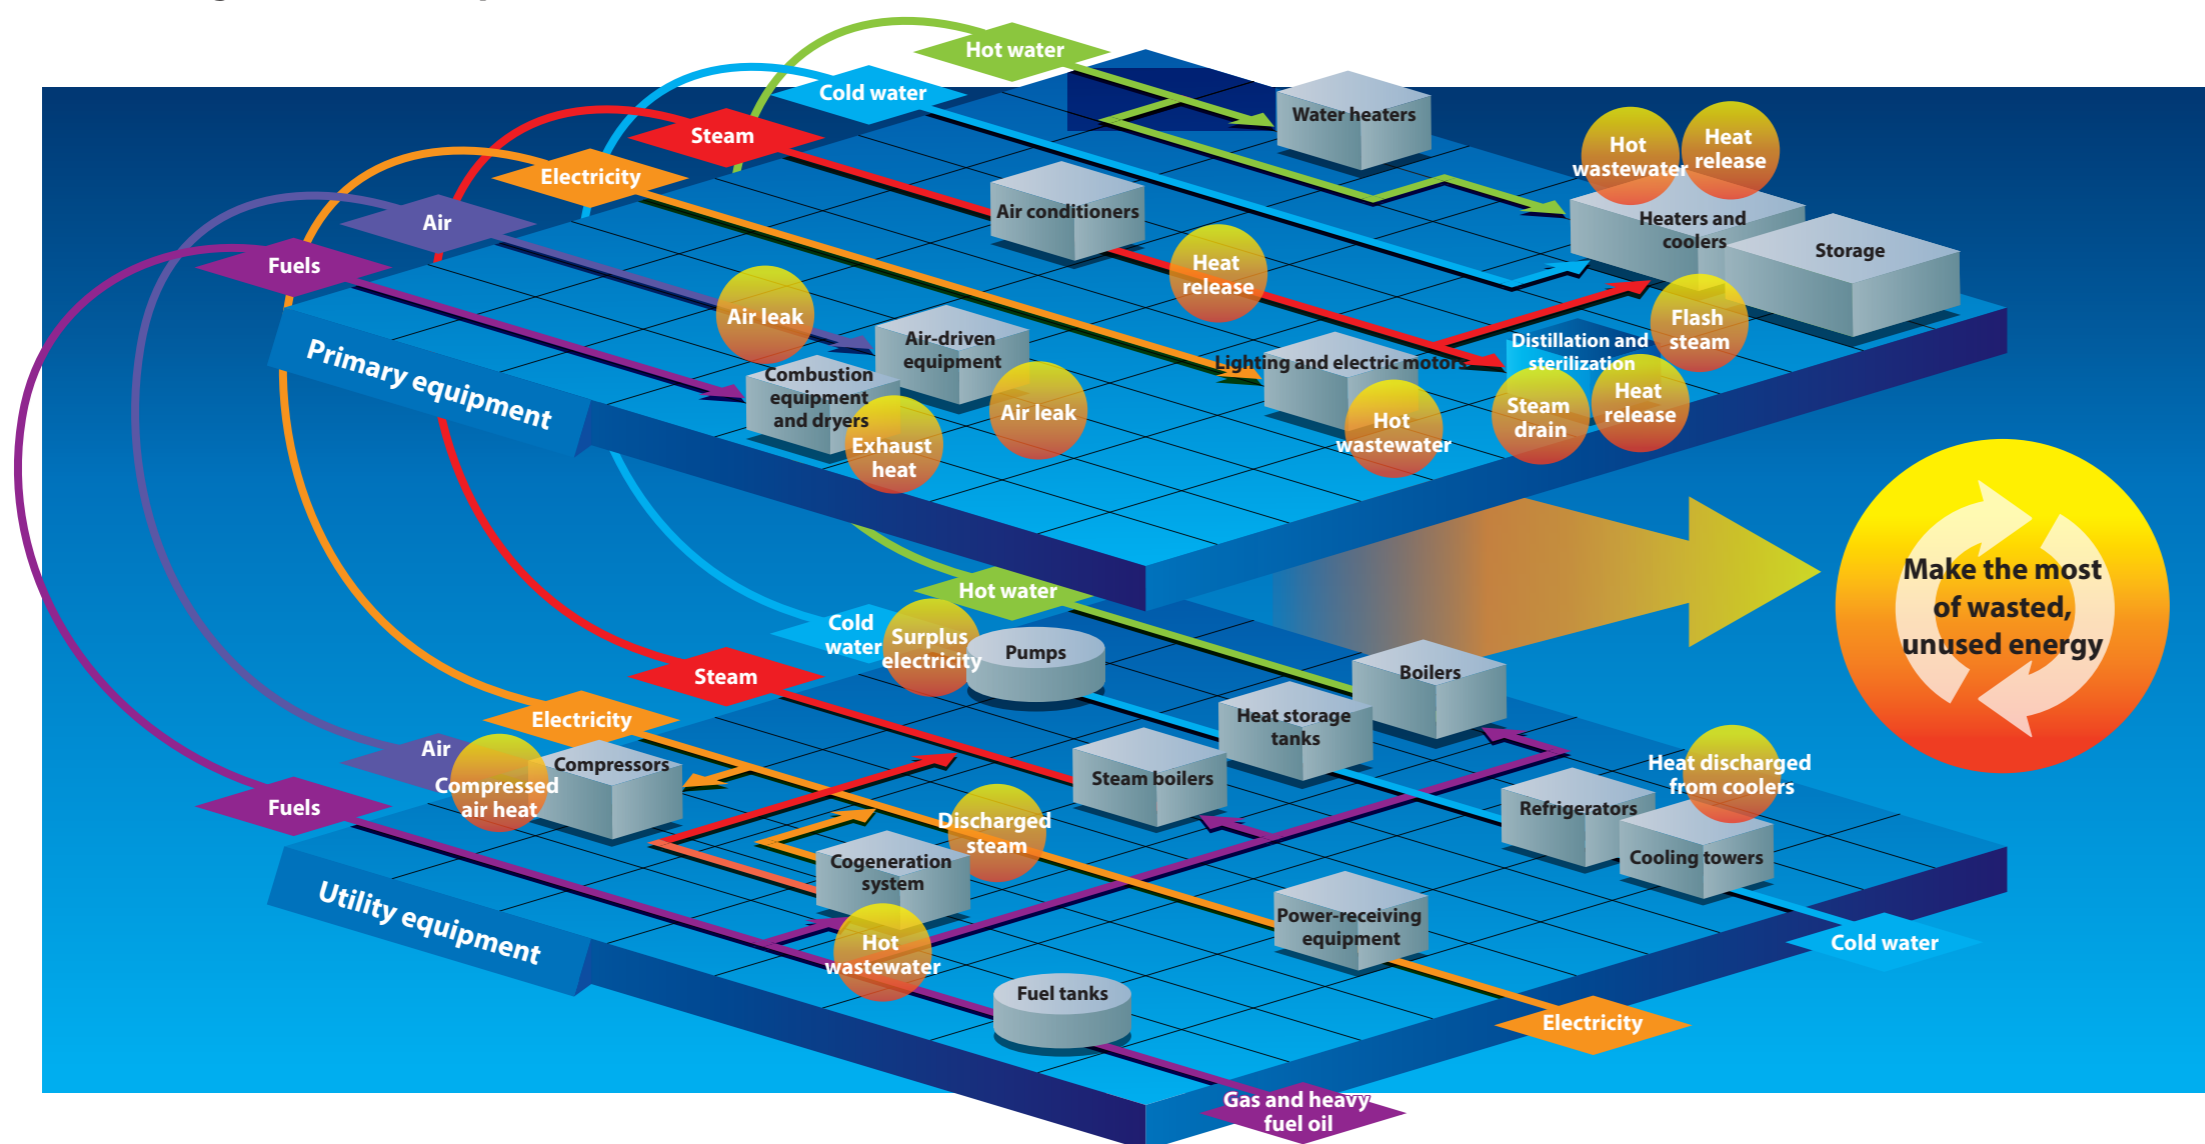 Hot water
Cold water
Steam
Electricity
Air
Fuels
Water heaters
Hot
wastewater
Heat
release
Air conditioners
Heaters and
coolers
Storage
Heat
release
Air leak
Air-driven
equipment
Flash
steam
Distillation and
sterilization
Lighting and electric motors
Combustion
equipment
and dryers
Primary equipment
Air leak
Exhaust
heat
Hot
wastewater
Steam
drain
Heat
release
Make the most
of wasted,
unused energy
Hot water
Cold
water
Surplus
electricity
Pumps
Steam
Boilers
Electricity
Heat storage
tanks
Air
Compressors
Compressed
air heat
Steam boilers
Heat discharged
from coolers
Fuels
Refrigerators
Discharged
steam
Cogeneration
system
Cooling towers
Utility equipment
Power-receiving
equipment
Hot
wastewater
Cold water
Fuel tanks
Electricity
Gas and heavy
fuel oil